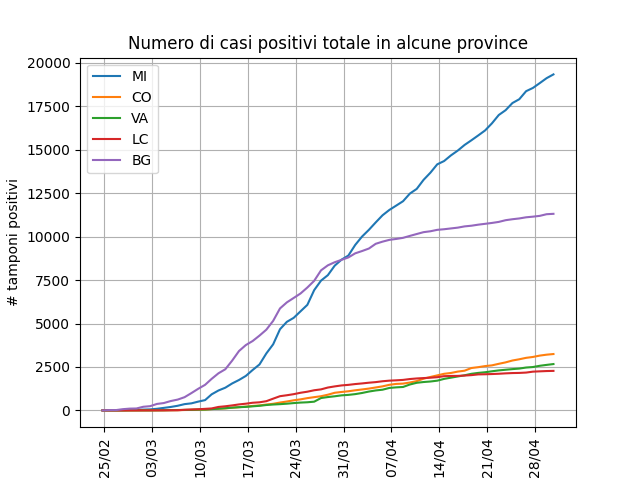 Numero di casi positivi totale in alcune province
# tamponi positivi
20000
17500
15000
12500
10000
7500
5000
2500
0
MI
CO
VA
LC
BG
25/02
03/03
10/03
17/03
24/03
31/03
07/04
14/04
21/04
28/04